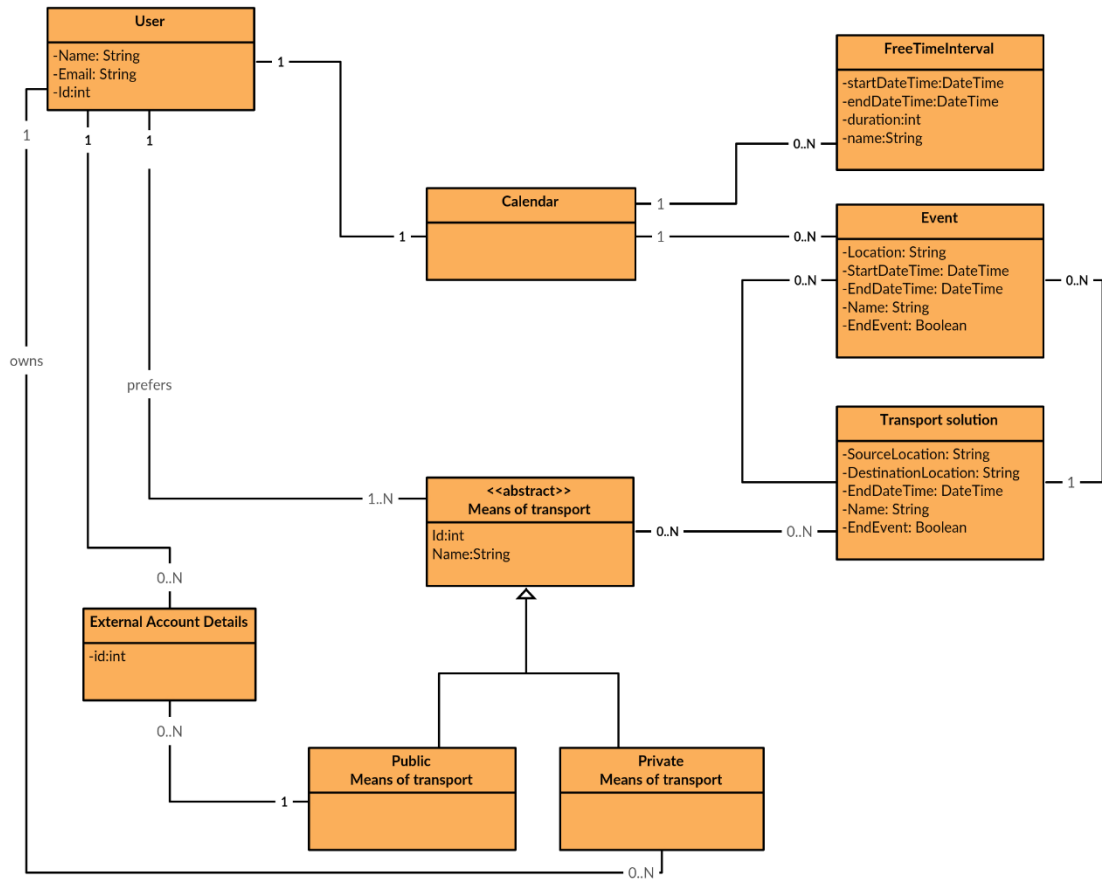 User
-Name: String
-Email: String
-Id:int
FreeTimeInterval
-startDateTime:DateTime
-endDateTime:DateTime
-duration:int
-name:String
1
1
1
1
0..N
Calendar
1
1
1
0..N
Event
-Location: String
-StartDateTime: DateTime
-EndDateTime: DateTime
-Name: String
-EndEvent: Boolean
0..N
0..N
owns
prefers
Transport solution
-SourceLocation: String
-DestinationLocation: String
-EndDateTime: DateTime
-Name: String
-EndEvent: Boolean
1
1..N
<<abstract>>
Means of transport
Id:int
Name:String
0..N
0..N
0..N
External Account Details
-id:int
0..N
1
Public
Means of transport
Private
Means of transport
0..N